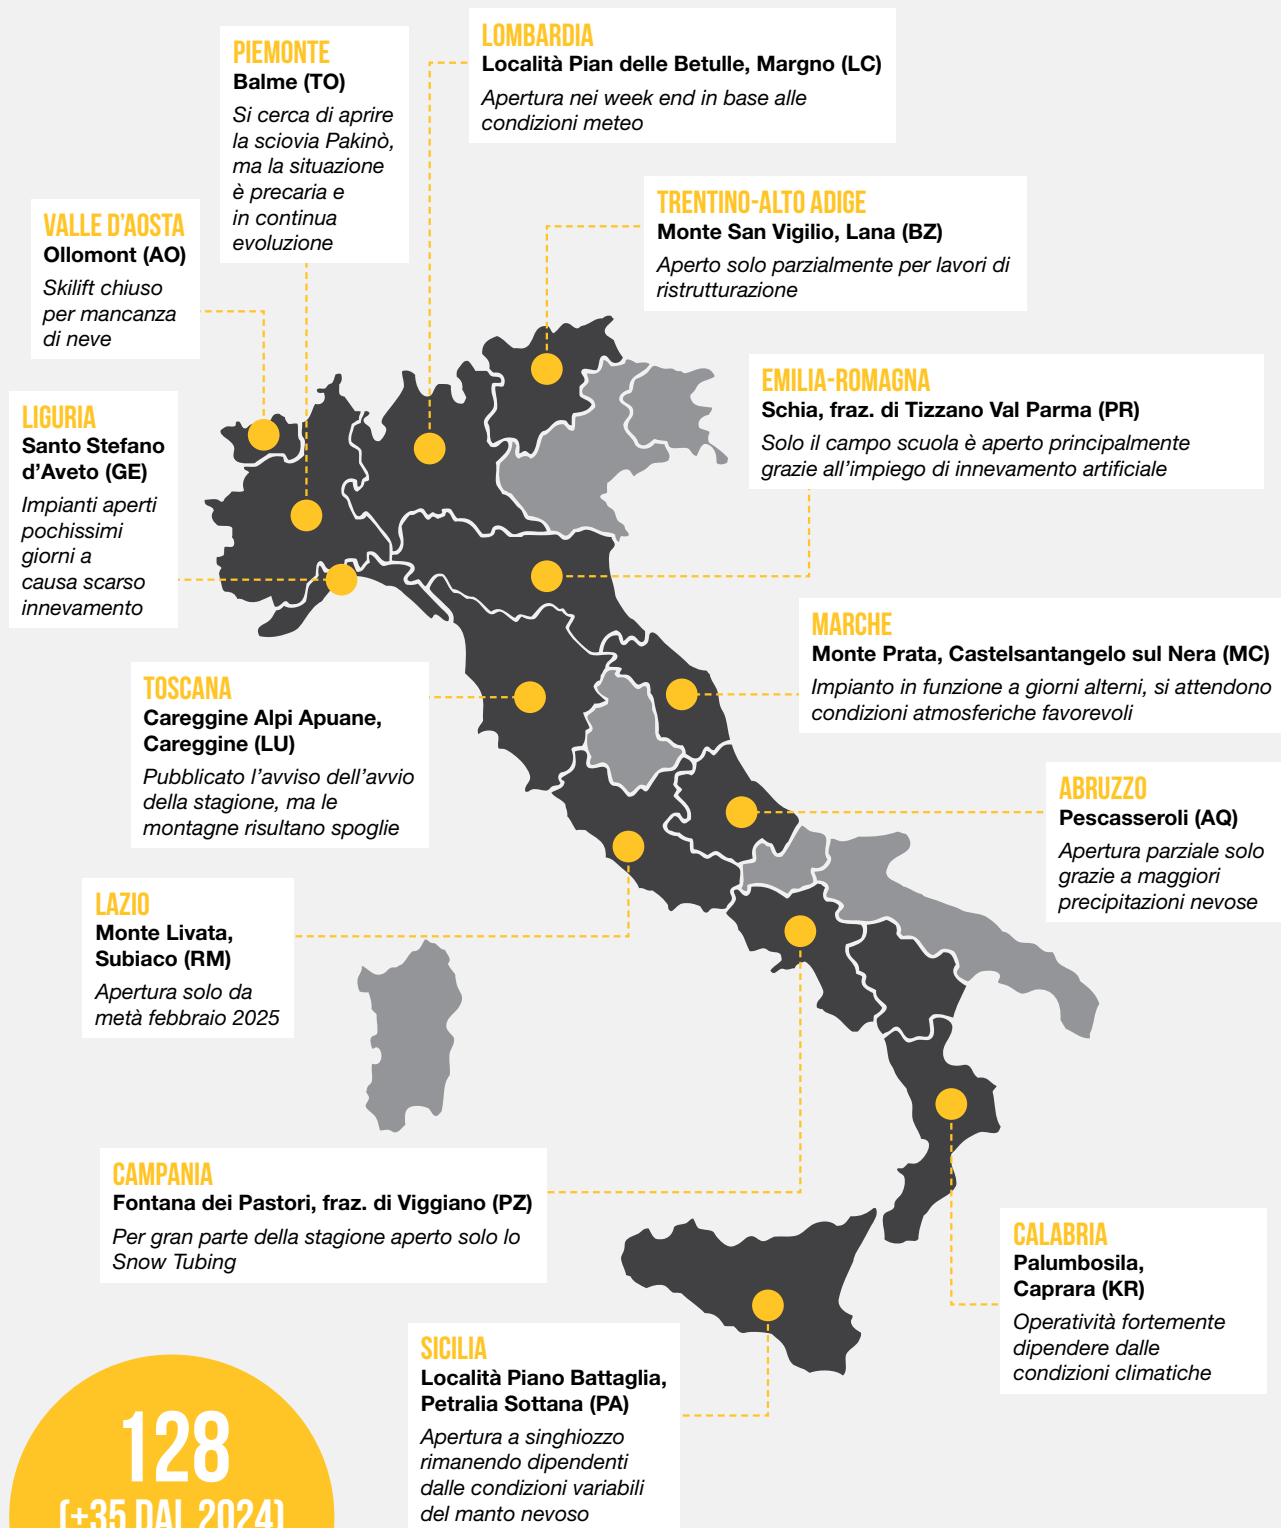 PIEMONTE
Balme (TO)
Si cerca di aprire
la sciovia Pakinò,
ma la situazione
è precaria e
in continua
evoluzione
LOMBARDIA
Località Pian delle Betulle, Margno (LC)
Apertura nei week end in base alle
condizioni meteo
VALLE D'AOSTA
Ollomont (AO)
Skilift chiuso
per mancanza
di neve
TRENTINO-ALTO ADIGE
Monte San Vigilio, Lana (BZ)
Aperto solo parzialmente per lavori di
ristrutturazione
LIGURIA
Santo Stefano
d'Aveto (GE)
Impianti aperti
pochissimi
giorni a
causa scarso
innevamento
EMILIA-ROMAGNA
Schia, fraz. di Tizzano Val Parma (PR)
Solo il campo scuola è aperto principalmente
grazie all'impiego di innevamento artificiale
MARCHE
Monte Prata, Castelsantangelo sul Nera (MC)
Impianto in funzione a giorni alterni, si attendono
condizioni atmosferiche favorevoli
TOSCANA
Careggine Alpi Apuane,
Careggine (LU)
Pubblicato l'avviso dell'avvio
della stagione, ma le
montagne risultano spoglie
ABRUZZO
Pescasseroli (AQ)
Apertura parziale solo
grazie a maggiori
precipitazioni nevose
LAZIO
Monte Livata,
Subiaco (RM)
Apertura solo da
metà febbraio 2025
CAMPANIA
Fontana dei Pastori, fraz. di Viggiano (PZ)
Per gran parte della stagione aperto solo lo
Snow Tubing
CALABRIA
Palumbosila,
Caprara (KR)
Operatività fortemente
dipendere dalle
condizioni climatiche
SICILIA
Località Piano Battaglia,
Petralia Sottana (PA)
Apertura a singhiozzo
rimanendo dipendenti
dalle condizioni variabili
del manto nevoso
128
(+35 DAL 2024)